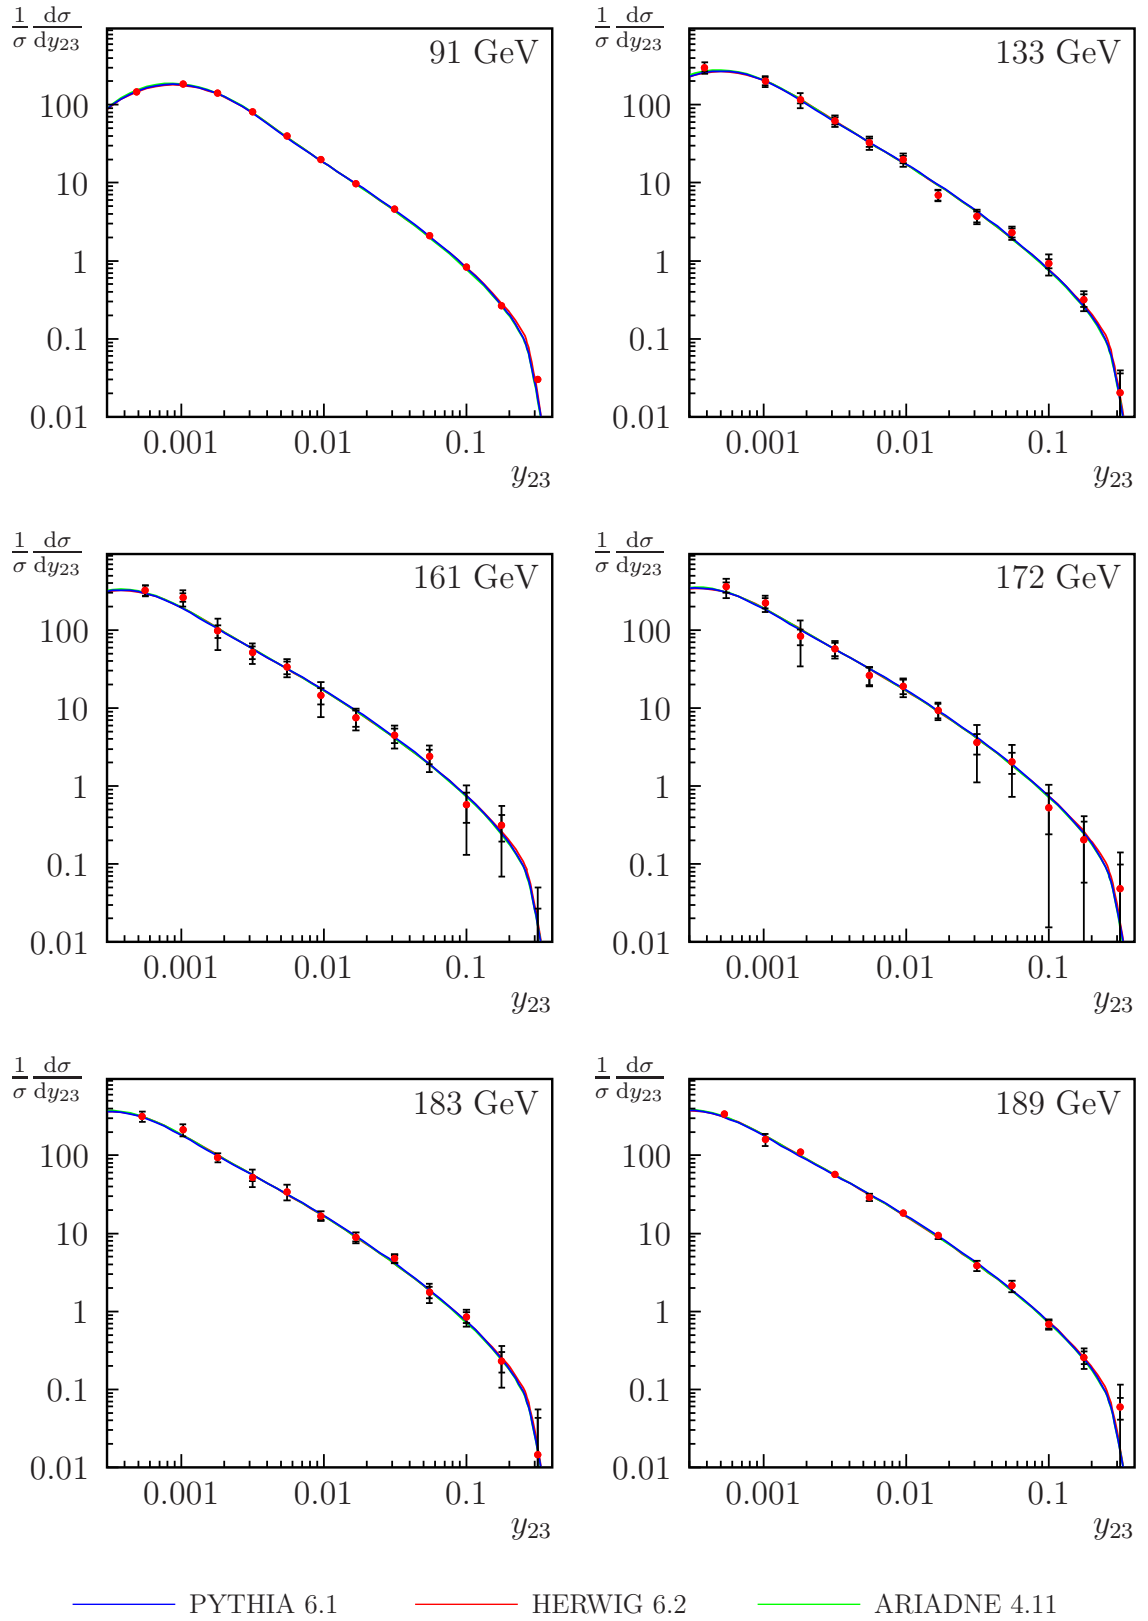 1/σ dσ/dy₂₃
91 GeV
100
10
1
0.1
0.01
0.001 0.01 0.1
y₂₃
1/σ dσ/dy₂₃
133 GeV
100
10
1
0.1
0.01
0.001 0.01 0.1
y₂₃
1/σ dσ/dy₂₃
161 GeV
100
10
1
0.1
0.01
0.001 0.01 0.1
y₂₃
1/σ dσ/dy₂₃
172 GeV
100
10
1
0.1
0.01
0.001 0.01 0.1
y₂₃
1/σ dσ/dy₂₃
183 GeV
100
10
1
0.1
0.01
0.001 0.01 0.1
y₂₃
1/σ dσ/dy₂₃
189 GeV
100
10
1
0.1
0.01
0.001 0.01 0.1
y₂₃
PYTHIA 6.1 HERWIG 6.2 ARIADNE 4.11